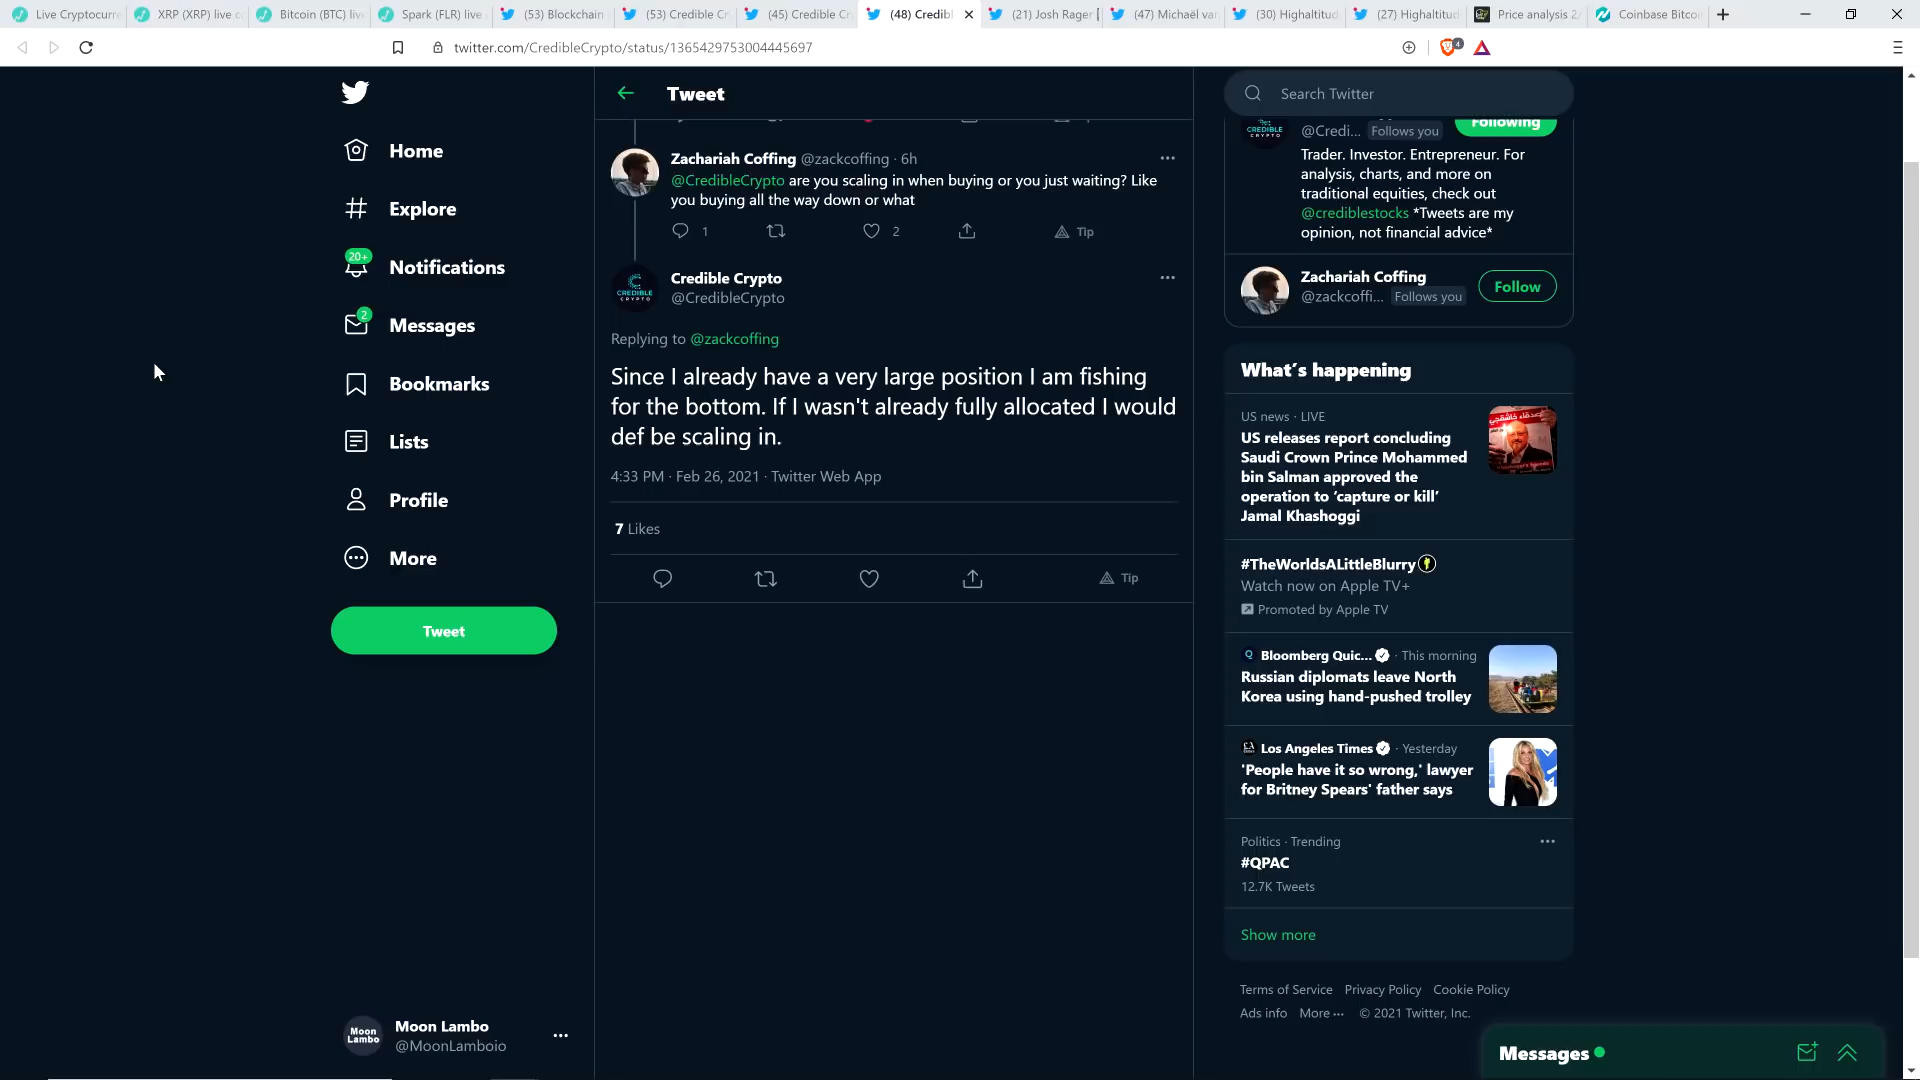 Live Cryptocurr
XRP (XRP) live c
Bitcoin (BTC) live
Spark (FLR) live
(53) Blockchain
(53) Credible Cr
(45) Credible Cr
(48) Credibl
(21) Josh Rager [
(47) Michaël van
(30) Highaltitud
(27) Highaltitud
Price analysis 2/
Coinbase Bitcoi
twitter.com/CredibleCrypto/status/1365429753004445697
4
Home
Explore
20+
Notifications
2
Messages
Bookmarks
Lists
Profile
More
Tweet
Moon Lambo
Moon Lambo
@MoonLamboio
Tweet
Zachariah Coffing @zackcoffing · 6h
@CredibleCrypto are you scaling in when buying or you just waiting? Like
you buying all the way down or what
1
2
Tip
CREDIBLE CRYPTO
Credible Crypto
@CredibleCrypto
Replying to @zackcoffing
Since I already have a very large position I am fishing
for the bottom. If I wasn't already fully allocated I would
def be scaling in.
4:33 PM · Feb 26, 2021 · Twitter Web App
7 Likes
Tip
Search Twitter
CREDIBLE
@Credi... Follows you
Following
Trader. Investor. Entrepreneur. For
analysis, charts, and more on
traditional equities, check out
@crediblestocks *Tweets are my
opinion, not financial advice*
Zachariah Coffing
@zackcoffi... Follows you
Follow
What's happening
US news · LIVE
US releases report concluding
Saudi Crown Prince Mohammed
bin Salman approved the
operation to 'capture or kill'
Jamal Khashoggi
#TheWorldsALittleBlurry
Watch now on Apple TV+
Promoted by Apple TV
Bloomberg Quic... · This morning
Russian diplomats leave North
Korea using hand-pushed trolley
Los Angeles Times · Yesterday
'People have it so wrong,' lawyer
for Britney Spears' father says
Politics · Trending
#QPAC
12.7K Tweets
Show more
Terms of Service Privacy Policy Cookie Policy
Ads info More ··· © 2021 Twitter, Inc.
Messages